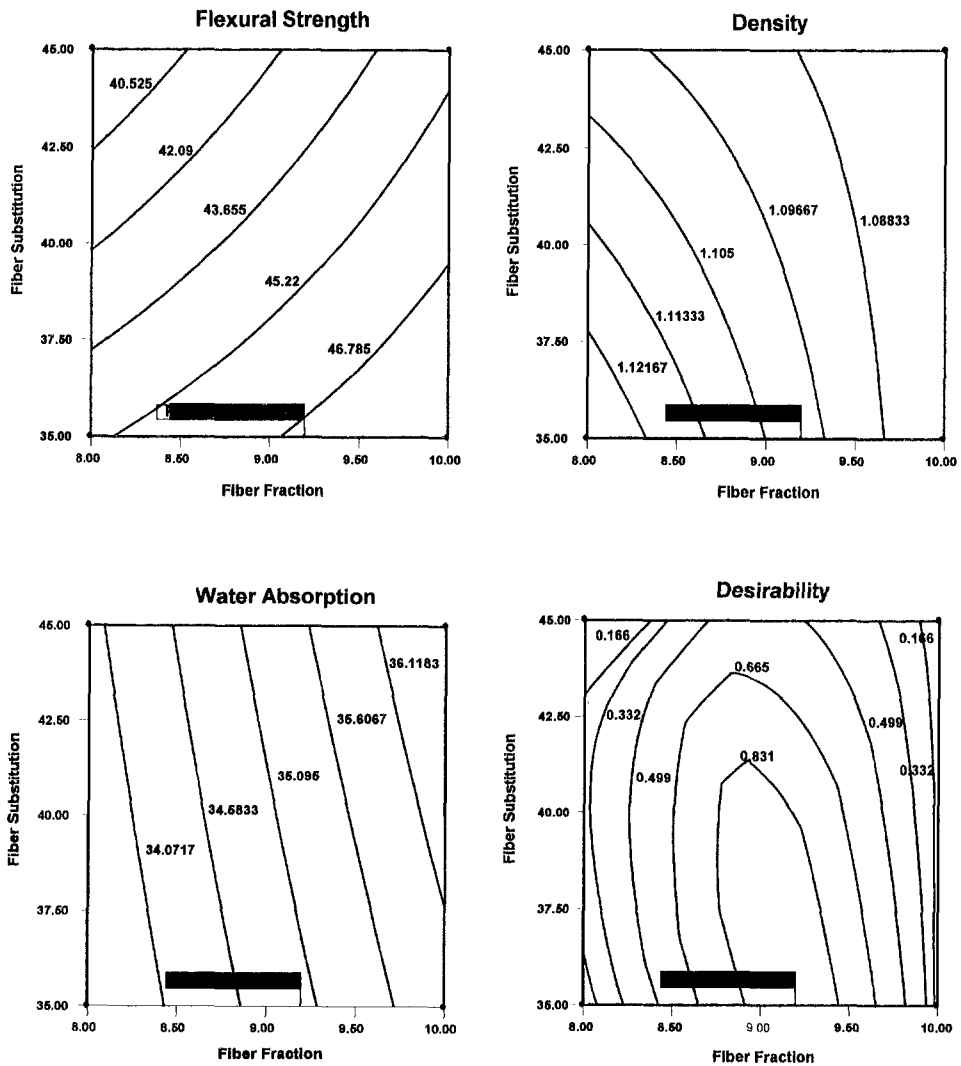 Flexural Strength
45.00
42.50
40.00
37.50
35.00
Fiber Substitution
40.525
42.09
43.655
45.22
46.785
8.00 8.50 9.00 9.50 10.00
Fiber Fraction
Density
45.00
42.50
40.00
37.50
35.00
Fiber Substitution
1.09667
1.08833
1.105
1.11333
1.12167
8.00 8.50 9.00 9.50 10.00
Fiber Fraction
Water Absorption
45.00
42.50
40.00
37.50
35.00
Fiber Substitution
36.1183
35.6067
35.095
34.5833
34.0717
8.00 8.50 9.00 9.50 10.00
Fiber Fraction
Desirability
45.00
42.50
40.00
37.50
35.00
Fiber Substitution
0.166
0.166
0.665
0.332
0.499
0.831
0.499
0.332
8.00 8.50 9 00 9.50 10.00
Fiber Fraction